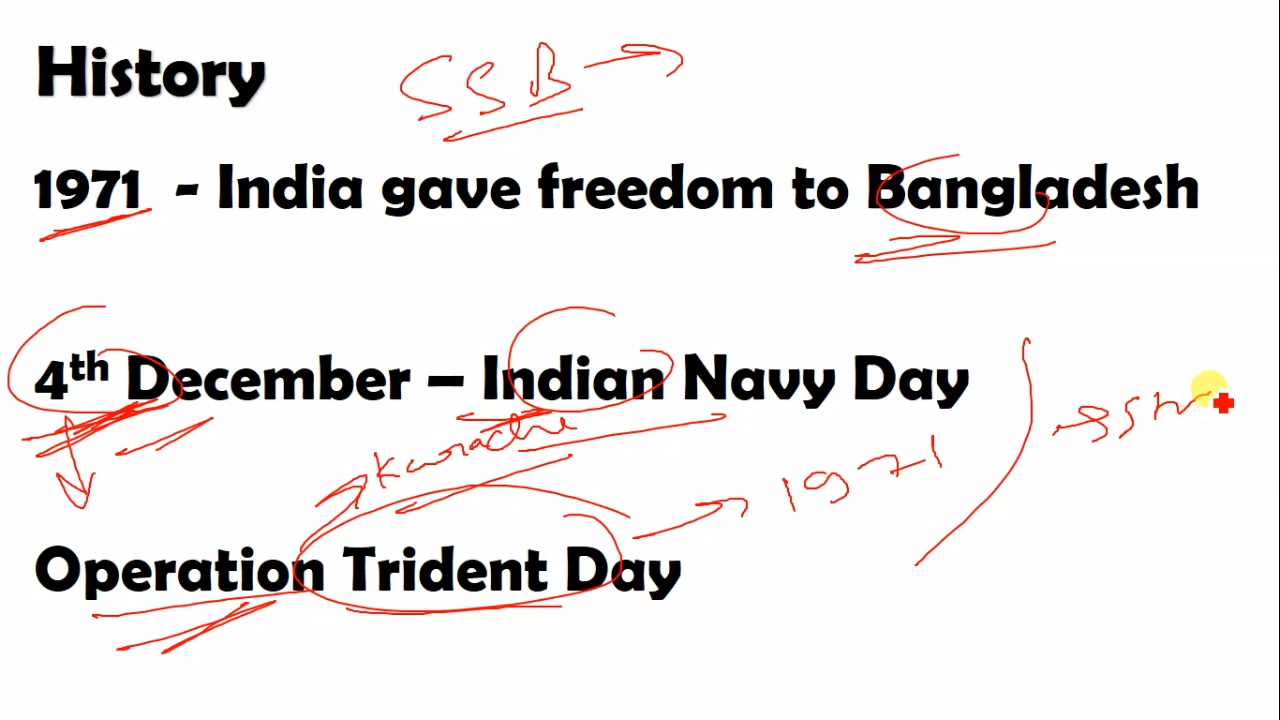 History
SSB
1971 - India gave freedom to Bangladesh
4th December – Indian Navy Day
Karachi
1971
Operation Trident Day